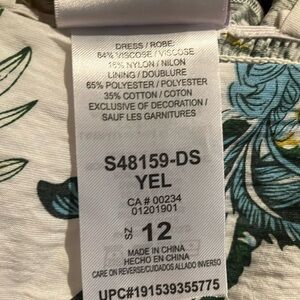 DRESS / ROBE:
84% VISCOSE / VISCOSE
16% NYLON / NILON
LINING / DOUBLURE
65% POLYESTER / POLYESTER
35% COTTON / COTON
EXCLUSIVE OF DECORATION /
SAUF LES GARNITURES
S48159-DS
YEL
CA # 00234
01201901
SZ 12
MADE IN CHINA
HECHO EN CHINA
CARE ON REVERSE/CUIDADOS ALLADO INVERSO
UPC#191539355775